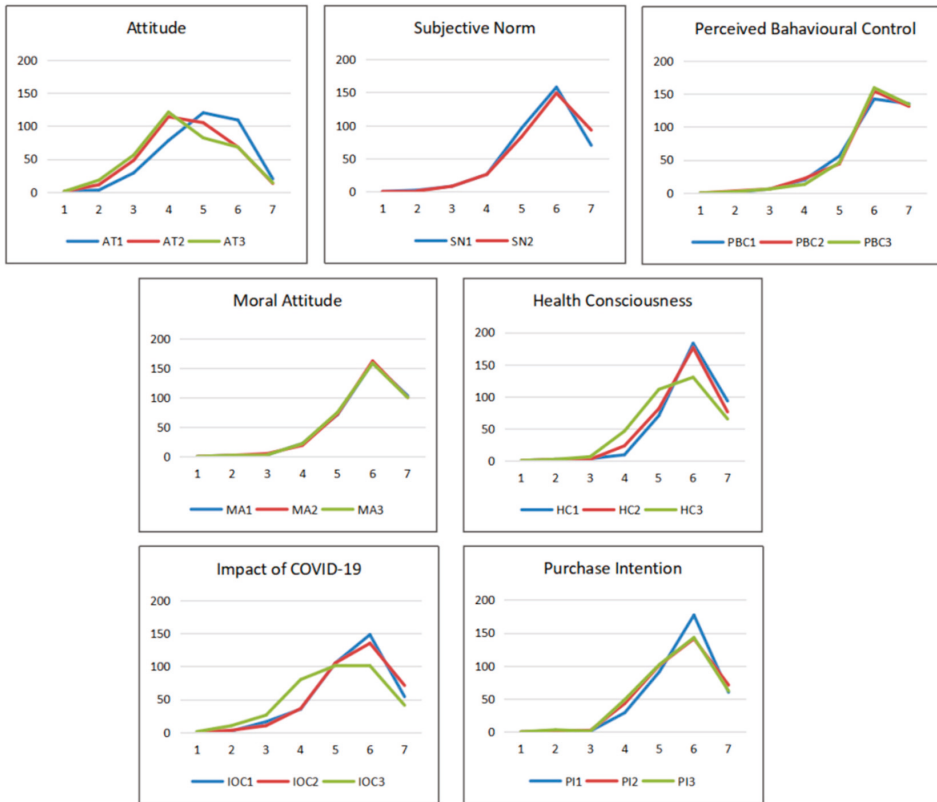 Attitude
200
150
100
50
0
1 2 3 4 5 6 7
AT1 AT2 AT3
Subjective Norm
200
150
100
50
0
1 2 3 4 5 6 7
SN1 SN2
Perceived Bahavioural Control
200
150
100
50
0
1 2 3 4 5 6 7
PBC1 PBC2 PBC3
Moral Attitude
200
150
100
50
0
1 2 3 4 5 6 7
MA1 MA2 MA3
Health Consciousness
200
150
100
50
0
1 2 3 4 5 6 7
HC1 HC2 HC3
Impact of COVID-19
200
150
100
50
0
1 2 3 4 5 6 7
IOC1 IOC2 IOC3
Purchase Intention
200
150
100
50
0
1 2 3 4 5 6 7
PI1 PI2 PI3